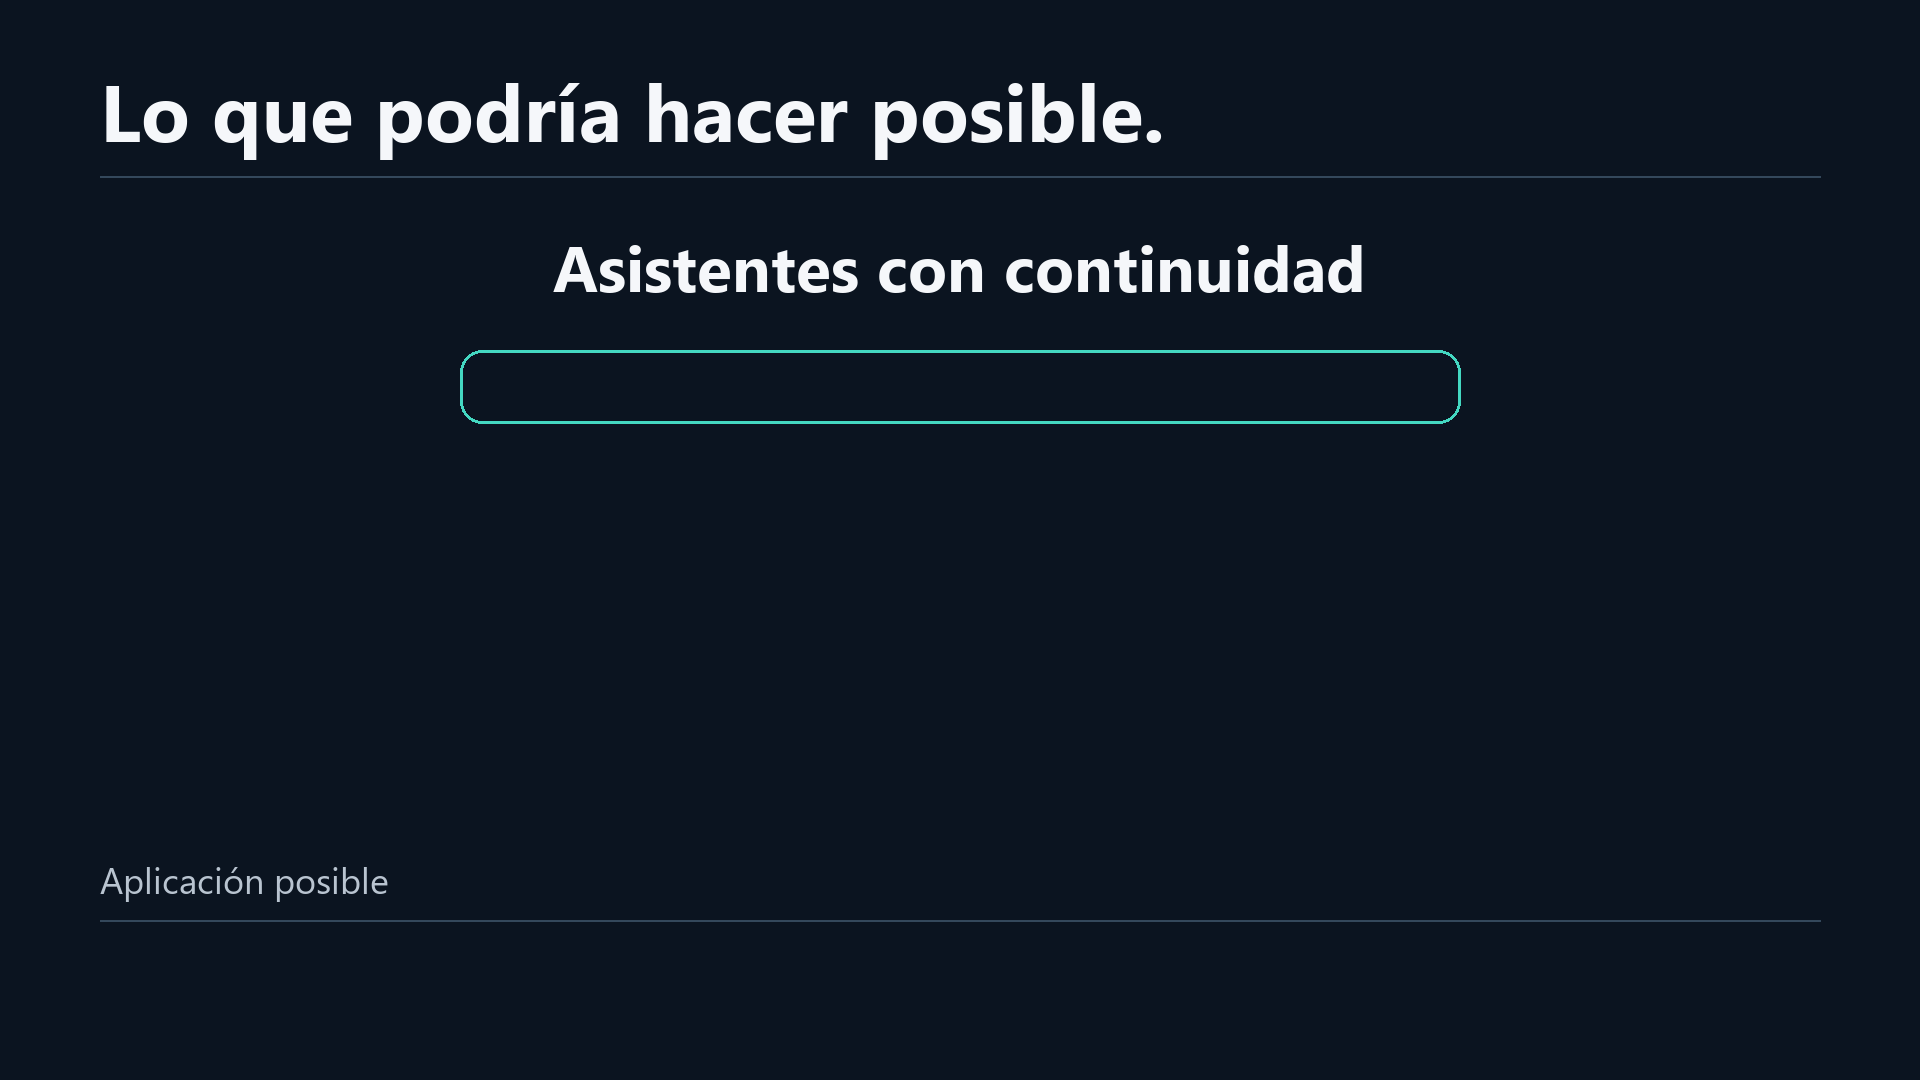 Lo que podría hacer posible.
Asistentes con continuidad
Aplicación posible